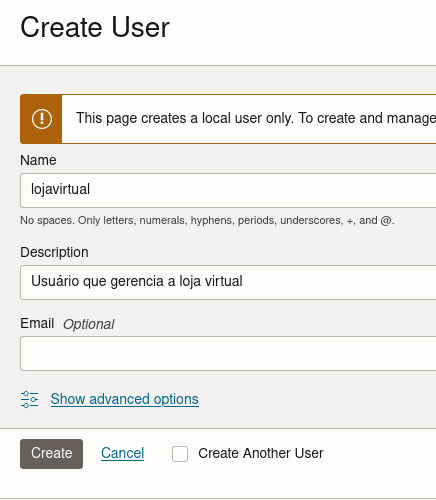 Create User
This page creates a local user only. To create and manage
Name
lojavirtual
No spaces. Only letters, numerals, hyphens, periods, underscores, +, and @.
Description
Usuário que gerencia a loja virtual
Email Optional
Show advanced options
Create Cancel Create Another User